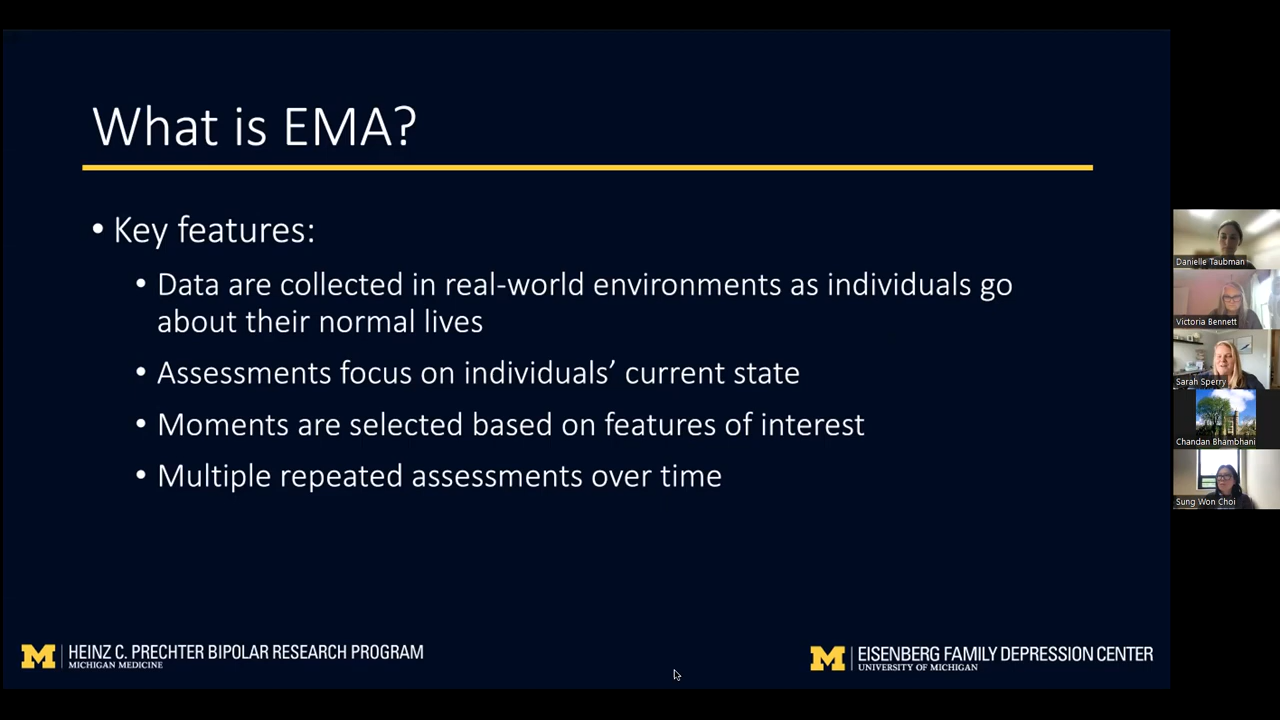 What is EMA?
• Key features:
• Data are collected in real-world environments as individuals go
about their normal lives
• Assessments focus on individuals’ current state
• Moments are selected based on features of interest
• Multiple repeated assessments over time
M HEINZ C. PRECHTER BIPOLAR RESEARCH PROGRAM
MICHIGAN MEDICINE
M EISENBERG FAMILY DEPRESSION CENTER
UNIVERSITY OF MICHIGAN
Danielle Taubman
Victoria Bennett
Sarah Sperry
Chandan Bhambhani
Sung Won Choi